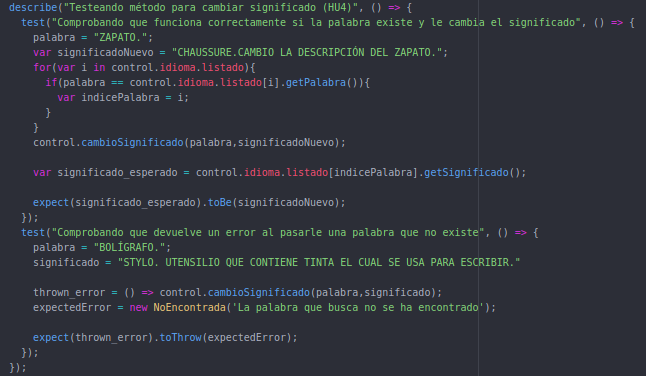 describe("Testeando método para cambiar significado (HU4)", () => {
  test("Comprobando que funciona correctamente si la palabra existe y le cambia el significado", () => {
    palabra = "ZAPATO.";
    var significadoNuevo = "CHAUSSURE.CAMBIO LA DESCRIPCIÓN DEL ZAPATO.";
    for(var i in control.idioma.listado){
      if(palabra == control.idioma.listado[i].getPalabra()){
        var indicePalabra = i;
      }
    }
    control.cambioSignificado(palabra,significadoNuevo);

    var significado_esperado = control.idioma.listado[indicePalabra].getSignificado();

    expect(significado_esperado).toBe(significadoNuevo);
  });
  test("Comprobando que devuelve un error al pasarle una palabra que no existe", () => {
    palabra = "BOLÍGRAFO.";
    significado = "STYLO. UTENSILIO QUE CONTIENE TINTA EL CUAL SE USA PARA ESCRIBIR."

    thrown_error = () => control.cambioSignificado(palabra,significado);
    expectedError = new NoEncontrada('La palabra que busca no se ha encontrado');

    expect(thrown_error).toThrow(expectedError);
  });
});